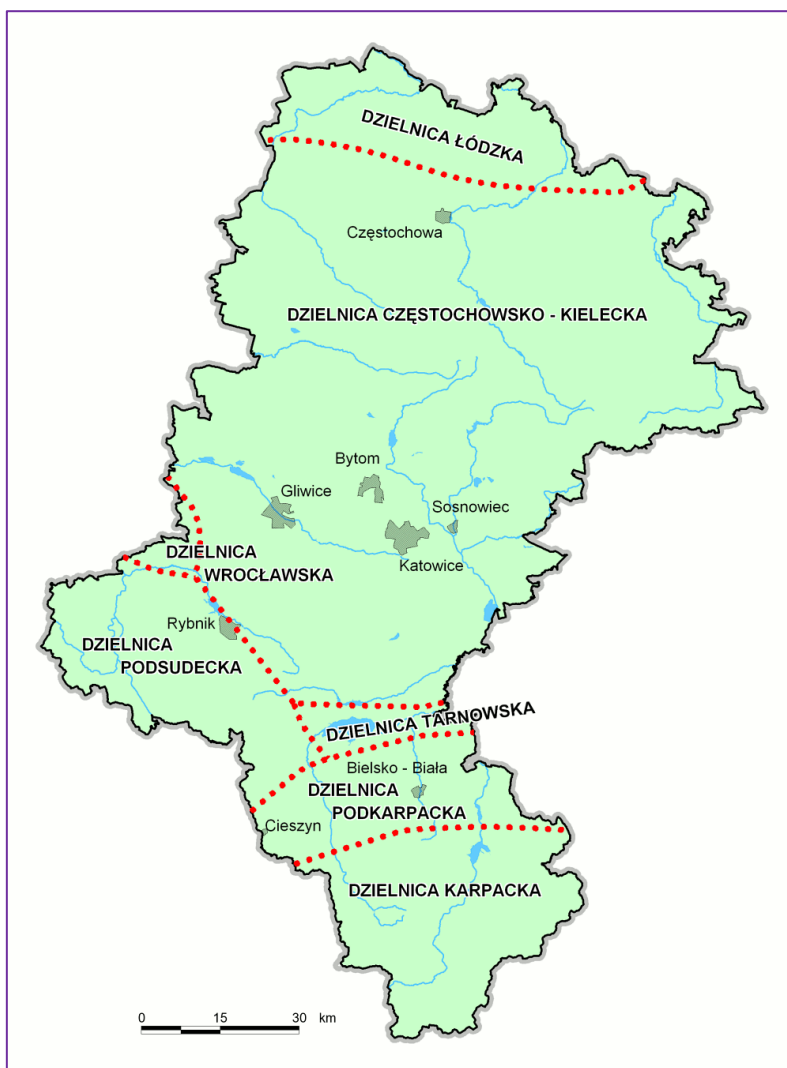 DZIELNICA ŁÓDZKA
Częstochowa
DZIELNICA CZĘSTOCHOWSKO - KIELECKA
Bytom
Gliwice
Sosnowiec
Katowice
DZIELNICA
WROCŁAWSKA
Rybnik
DZIELNICA
PODSUDECKA
DZIELNICA TARNOWSKA
Bielsko - Biała
DZIELNICA
PODKARPACKA
Cieszyn
DZIELNICA KARPACKA
0 15 30 km